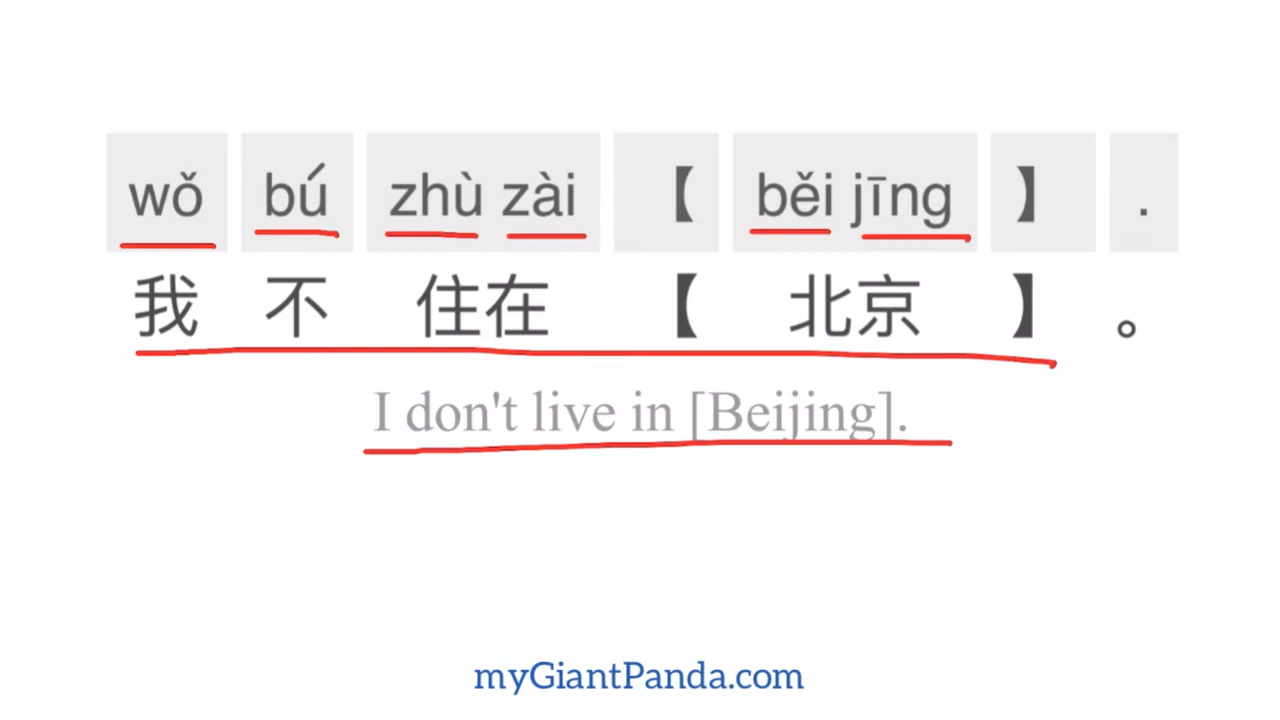 wǒ bú zhù zài 【 běi jīng 】 .
我 不 住在 【 北京 】 。
I don't live in [Beijing].
myGiantPanda.com